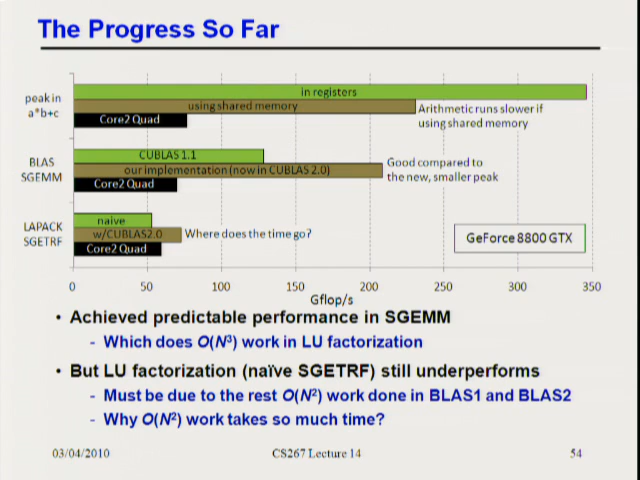 The Progress So Far
peak in
a*b+c
in registers
using shared memory
Core2 Quad
Arithmetic runs slower if
using shared memory
BLAS
SGEMM
CUBLAS 1.1
our implementation (now in CUBLAS 2.0)
Core2 Quad
Good compared to
the new, smaller peak
LAPACK
SGETRF
naive
w/CUBLAS2.0
Core2 Quad
Where does the time go?
GeForce 8800 GTX
0 50 100 150 200 250 300 350
Gflop/s
• Achieved predictable performance in SGEMM
- Which does O(N³) work in LU factorization
• But LU factorization (naïve SGETRF) still underperforms
- Must be due to the rest O(N²) work done in BLAS1 and BLAS2
- Why O(N²) work takes so much time?
03/04/2010 CS267 Lecture 14 54